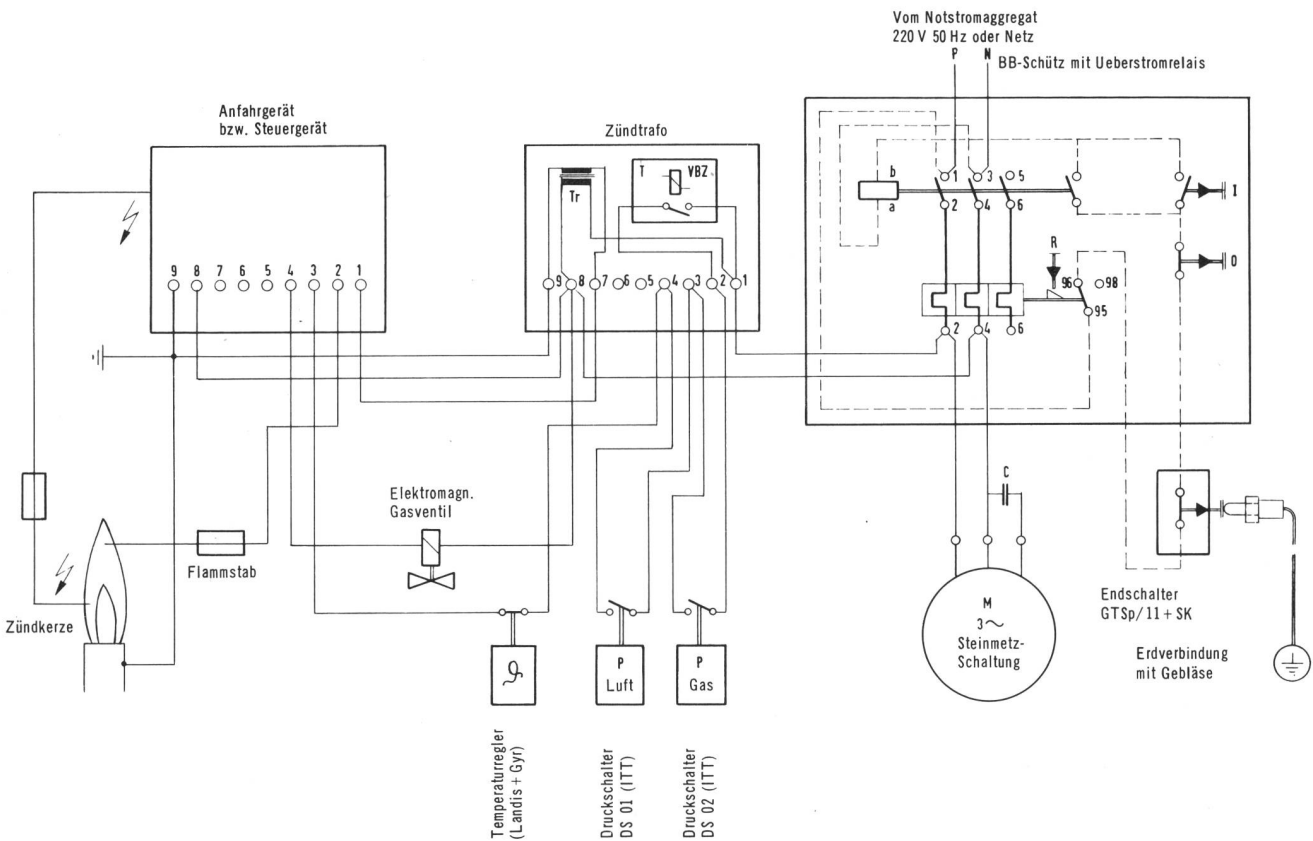 Vom Notstromaggregat
220 V 50 Hz oder Netz
P N
BB-Schütz mit Ueberstromrelais
Anfahrgerät
bzw. Steuergerät
Zündtrafo
T VBZ
Tr
b
a
1 3 5
2 4 6
I
O
R
96 98
95
2 4 6
9 8 7 6 5 4 3 2 1
9 8 7 6 5 4 3 2 1
C
Elektromagn.
Gasventil
Flammstab
Zündkerze
M
3~
Steinmetz-
Schaltung
Endschalter
GTSp/11 + SK
Erdverbindung
mit Gebläse
P
Luft
P
Gas
Temperaturregler
(Landis + Gyr)
Druckschalter
DS 01 (ITT)
Druckschalter
DS 02 (ITT)